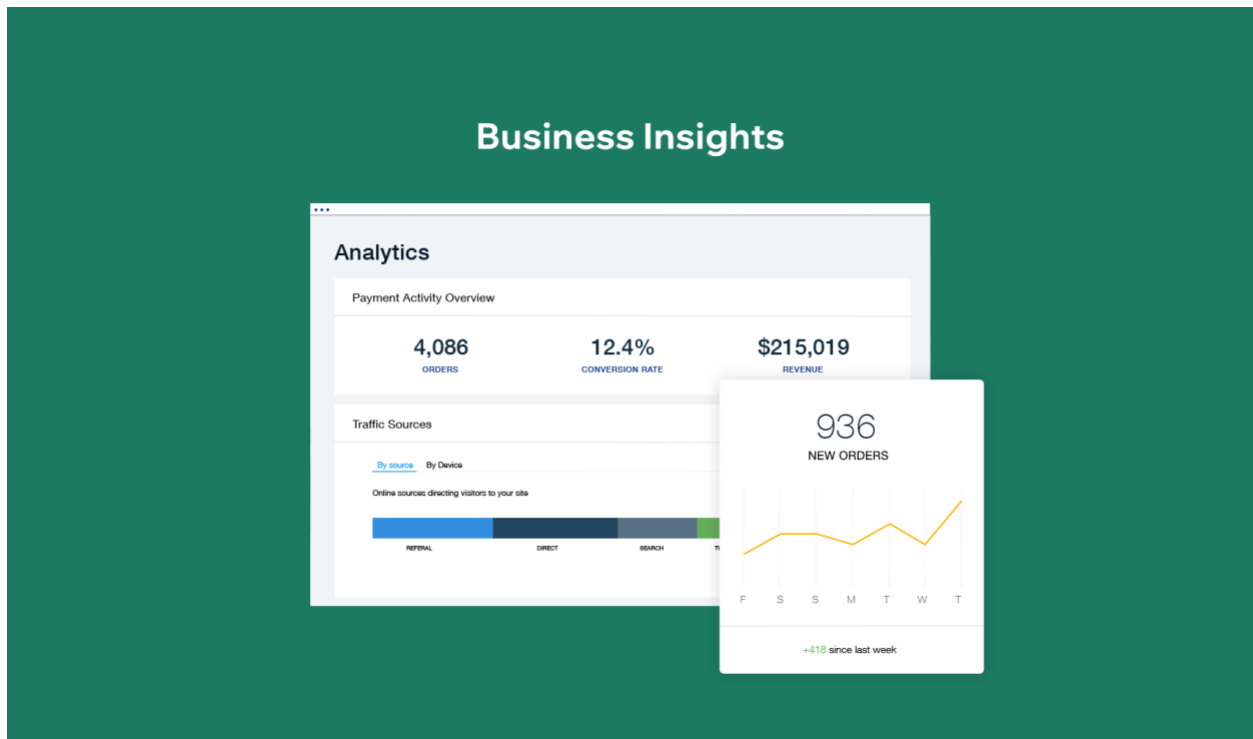 Business Insights
Analytics
Payment Activity Overview
4,086
ORDERS
12.4%
CONVERSION RATE
$215,019
REVENUE
Traffic Sources
By source By Device
Online sources directing visitors to your site
REFERAL DIRECT SEARCH
936
NEW ORDERS
F S S M T W T
+418 since last week